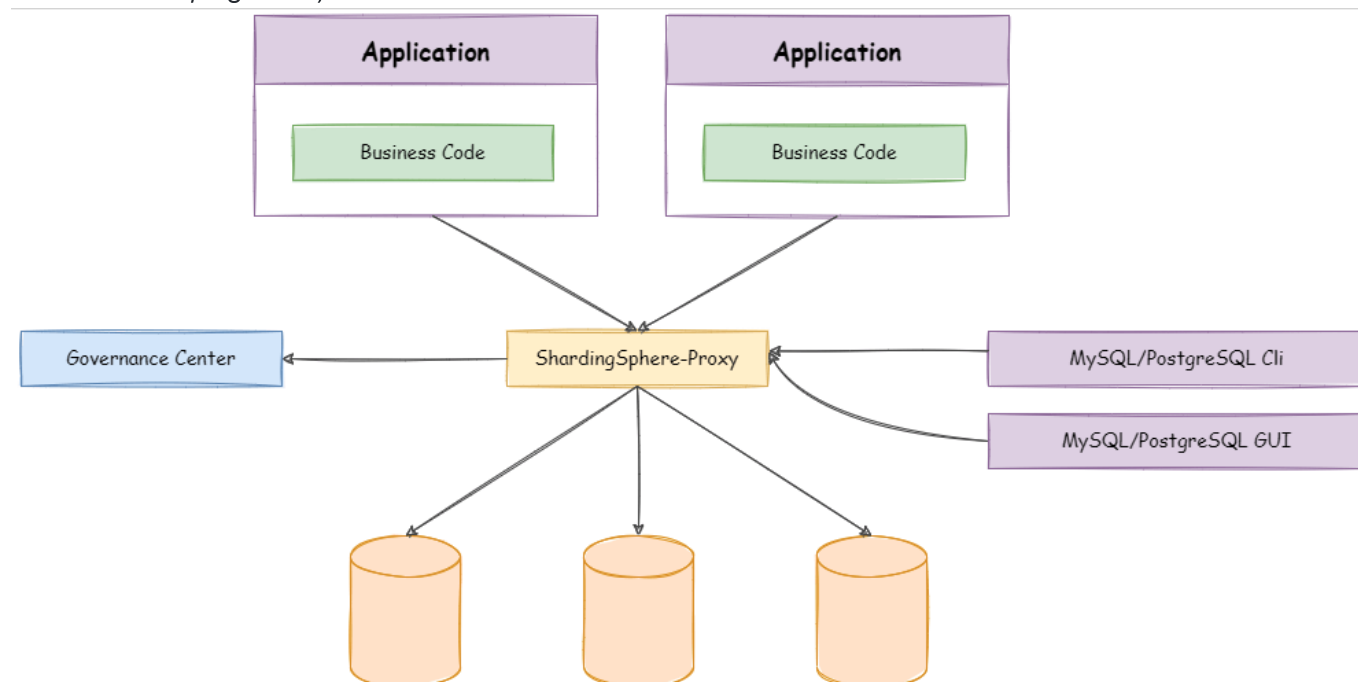 Application
Application
Business Code
Business Code
Governance Center
ShardingSphere-Proxy
MySQL/PostgreSQL Cli
MySQL/PostgreSQL GUI